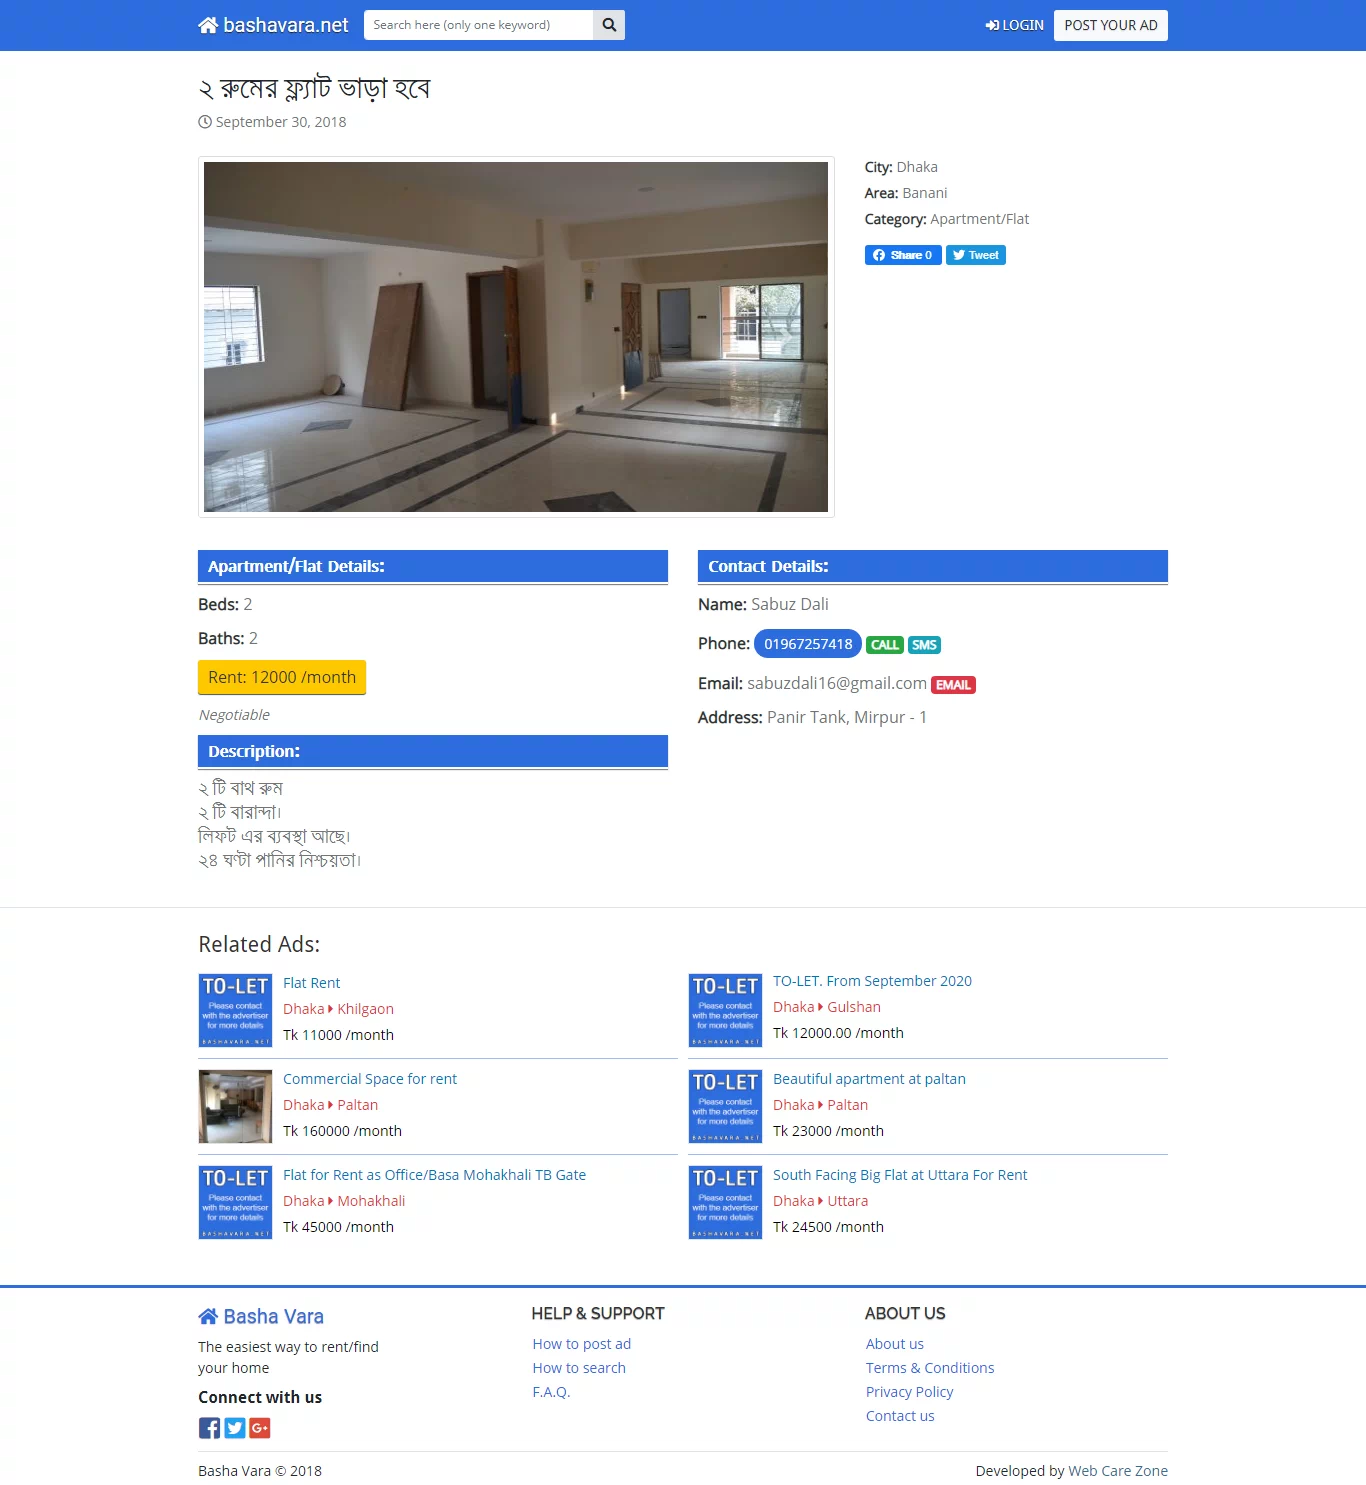 bashavara.net
Search here (only one keyword)
LOGIN
POST YOUR AD
২ রুমের ফ্ল্যাট ভাড়া হবে
September 30, 2018
City: Dhaka
Area: Banani
Category: Apartment/Flat
Share 0
Tweet
Apartment/Flat Details:
Beds: 2
Baths: 2
Rent: 12000 /month
Negotiable
Description:
২ টি বাথ রুম
২ টি বারান্দা।
লিফট এর ব্যবস্থা আছে।
২৪ ঘণ্টা পানির নিশ্চয়তা।
Contact Details:
Name: Sabuz Dali
Phone: 01967257418 CALL SMS
Email: sabuzdali16@gmail.com EMAIL
Address: Panir Tank, Mirpur - 1
Related Ads:
TO-LET
Please contact
with the advertiser
for more details
BASHAVARA.NET
Flat Rent
Dhaka Khilgaon
Tk 11000 /month
TO-LET
Please contact
with the advertiser
for more details
BASHAVARA.NET
TO-LET. From September 2020
Dhaka Gulshan
Tk 12000.00 /month
Commercial Space for rent
Dhaka Paltan
Tk 160000 /month
TO-LET
Please contact
with the advertiser
for more details
BASHAVARA.NET
Beautiful apartment at paltan
Dhaka Paltan
Tk 23000 /month
TO-LET
Please contact
with the advertiser
for more details
BASHAVARA.NET
Flat for Rent as Office/Basa Mohakhali TB Gate
Dhaka Mohakhali
Tk 45000 /month
TO-LET
Please contact
with the advertiser
for more details
BASHAVARA.NET
South Facing Big Flat at Uttara For Rent
Dhaka Uttara
Tk 24500 /month
Basha Vara
The easiest way to rent/find
your home
Connect with us
HELP & SUPPORT
How to post ad
How to search
F.A.Q.
ABOUT US
About us
Terms & Conditions
Privacy Policy
Contact us
Basha Vara © 2018
Developed by Web Care Zone